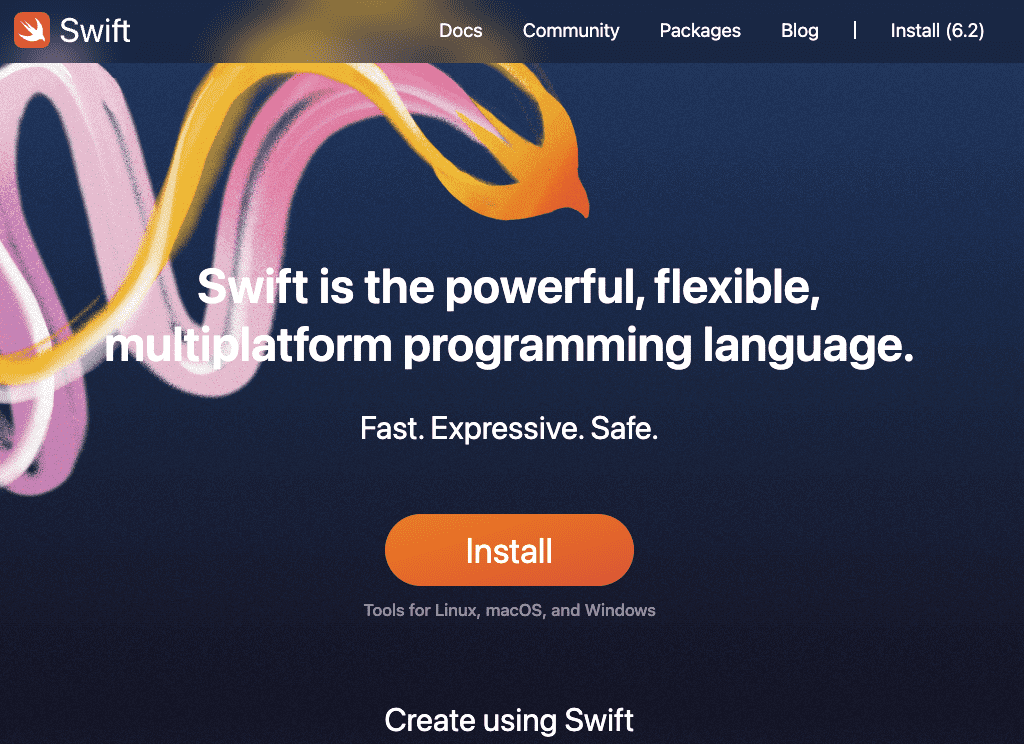 Swift
Docs
Community
Packages
Blog
|
Install (6.2)
Swift is the powerful, flexible,
multiplatform programming language.
Fast. Expressive. Safe.
Install
Tools for Linux, macOS, and Windows
Create using Swift